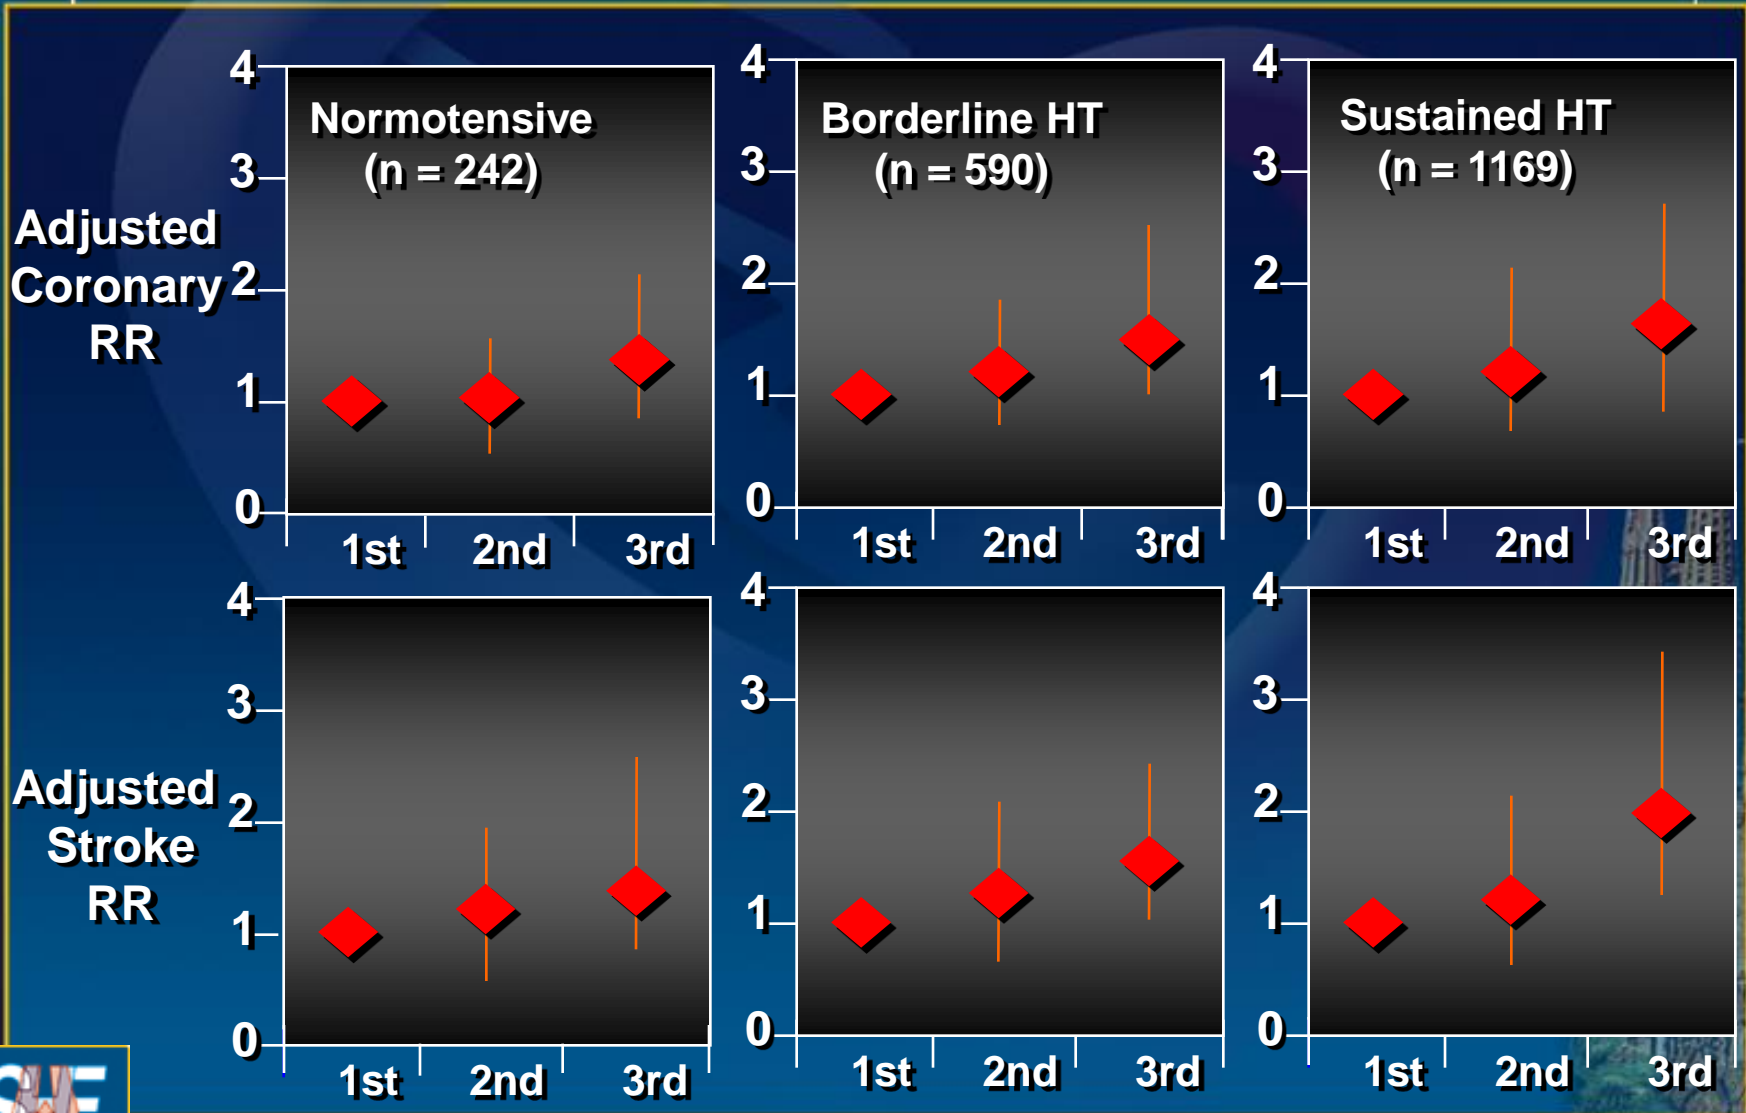 4
3
2
1
0
Normotensive
(n = 242)
1st 2nd 3rd
4
3
2
1
0
Borderline HT
(n = 590)
1st 2nd 3rd
4
3
2
1
0
Sustained HT
(n = 1169)
1st 2nd 3rd
Adjusted
Coronary
RR
4
3
2
1
0
1st 2nd 3rd
4
3
2
1
0
1st 2nd 3rd
4
3
2
1
0
1st 2nd 3rd
Adjusted
Stroke
RR